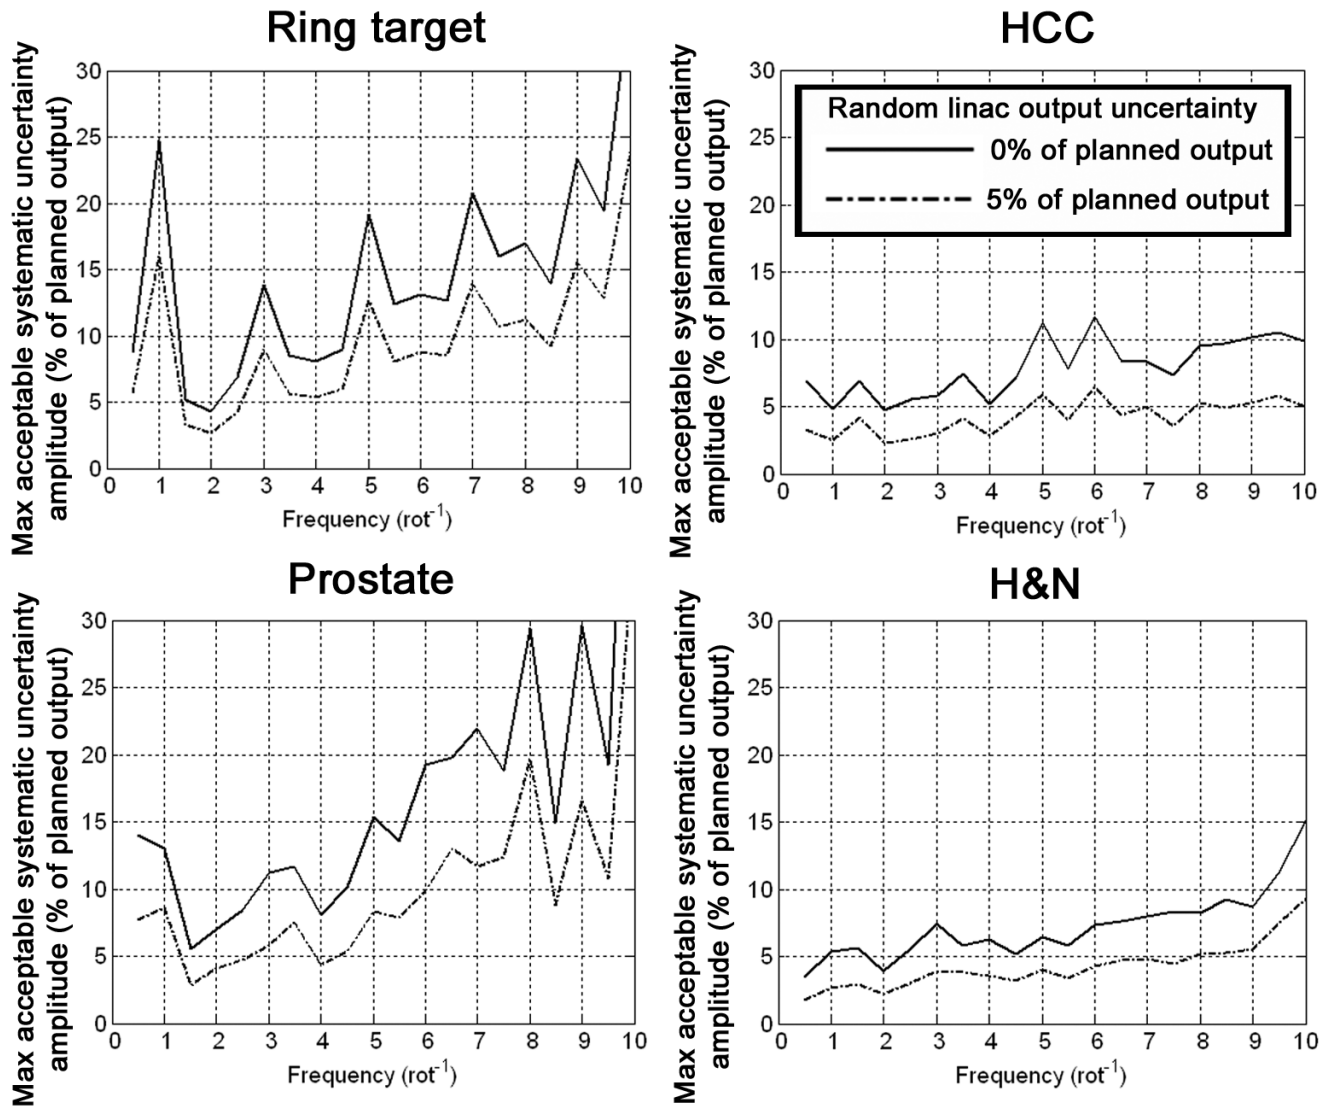 Ring target
Max acceptable systematic uncertainty
amplitude (% of planned output)
30
25
20
15
10
5
0
0 1 2 3 4 5 6 7 8 9 10
Frequency (rot-1)
HCC
Max acceptable systematic uncertainty
amplitude (% of planned output)
30
25
20
15
10
5
0
Random linac output uncertainty
0% of planned output
5% of planned output
0 1 2 3 4 5 6 7 8 9 10
Frequency (rot-1)
Prostate
Max acceptable systematic uncertainty
amplitude (% of planned output)
30
25
20
15
10
5
0
0 1 2 3 4 5 6 7 8 9 10
Frequency (rot-1)
H&N
Max acceptable systematic uncertainty
amplitude (% of planned output)
30
25
20
15
10
5
0
0 1 2 3 4 5 6 7 8 9 10
Frequency (rot-1)